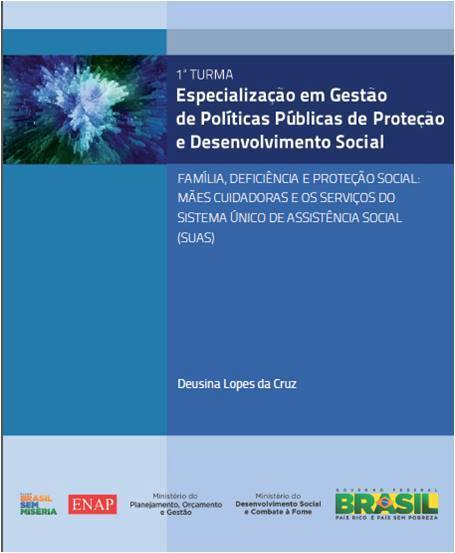 1ª TURMA
Especialização em Gestão
de Políticas Públicas de Proteção
e Desenvolvimento Social
FAMÍLIA, DEFICIÊNCIA E PROTEÇÃO SOCIAL:
MÃES CUIDADORAS E OS SERVIÇOS DO
SISTEMA ÚNICO DE ASSISTÊNCIA SOCIAL
(SUAS)
Deusina Lopes da Cruz
BRASIL
SEM
MISÉRIA
ENAP
Ministério do
Planejamento, Orçamento
e Gestão
Ministério do
Desenvolvimento Social
e Combate à Fome
GOVERNO FEDERAL
BRASIL
PAÍS RICO É PAÍS SEM POBREZA